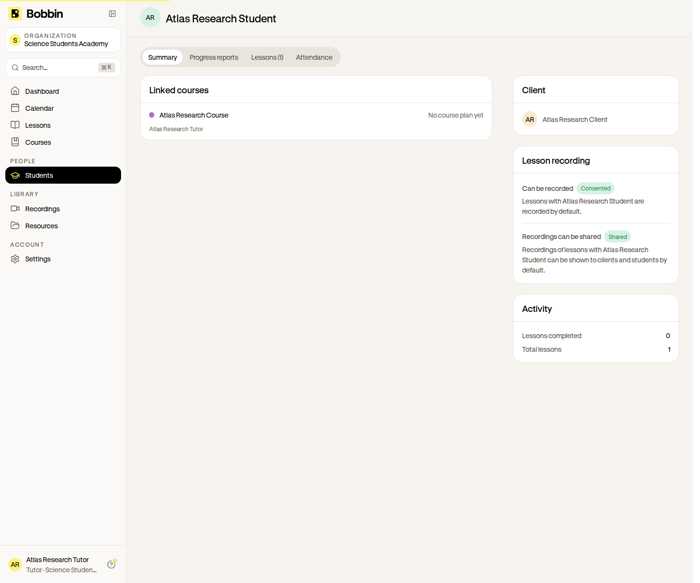 Bobbin
S
ORGANIZATION
Science Students Academy
Search...
⌘ K
Dashboard
Calendar
Lessons
Courses
PEOPLE
Students
LIBRARY
Recordings
Resources
ACCOUNT
Settings
AR
Atlas Research Tutor
Tutor · Science Studen...
AR
Atlas Research Student
Summary
Progress reports
Lessons (1)
Attendance
Linked courses
Atlas Research Course
No course plan yet
Atlas Research Tutor
Client
AR
Atlas Research Client
Lesson recording
Can be recorded
Consented
Lessons with Atlas Research Student are
recorded by default.
Recordings can be shared
Shared
Recordings of lessons with Atlas Research
Student can be shown to clients and students by
default.
Activity
Lessons completed
0
Total lessons
1